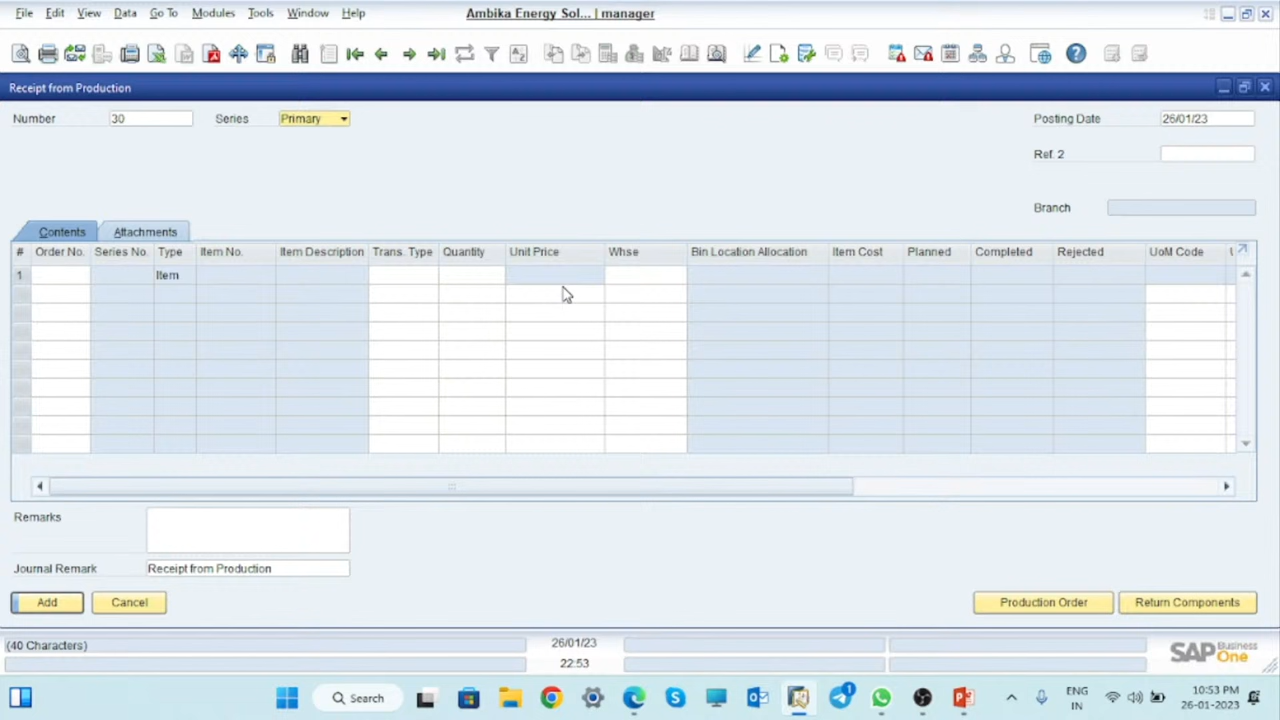 File Edit View Data Go To Modules Tools Window Help Ambika Energy Sol... | manager
Receipt from Production
Number 30 Series Primary Posting Date 26/01/23
Ref. 2
Branch
Contents Attachments
# Order No. Series No. Type Item No. Item Description Trans. Type Quantity Unit Price Whse Bin Location Allocation Item Cost Planned Completed Rejected UoM Code
1 Item
Remarks
Journal Remark Receipt from Production
Add Cancel Production Order Return Components
(40 Characters) 26/01/23
22:53
SAP Business One
Search ENG IN 10:53 PM 26-01-2023